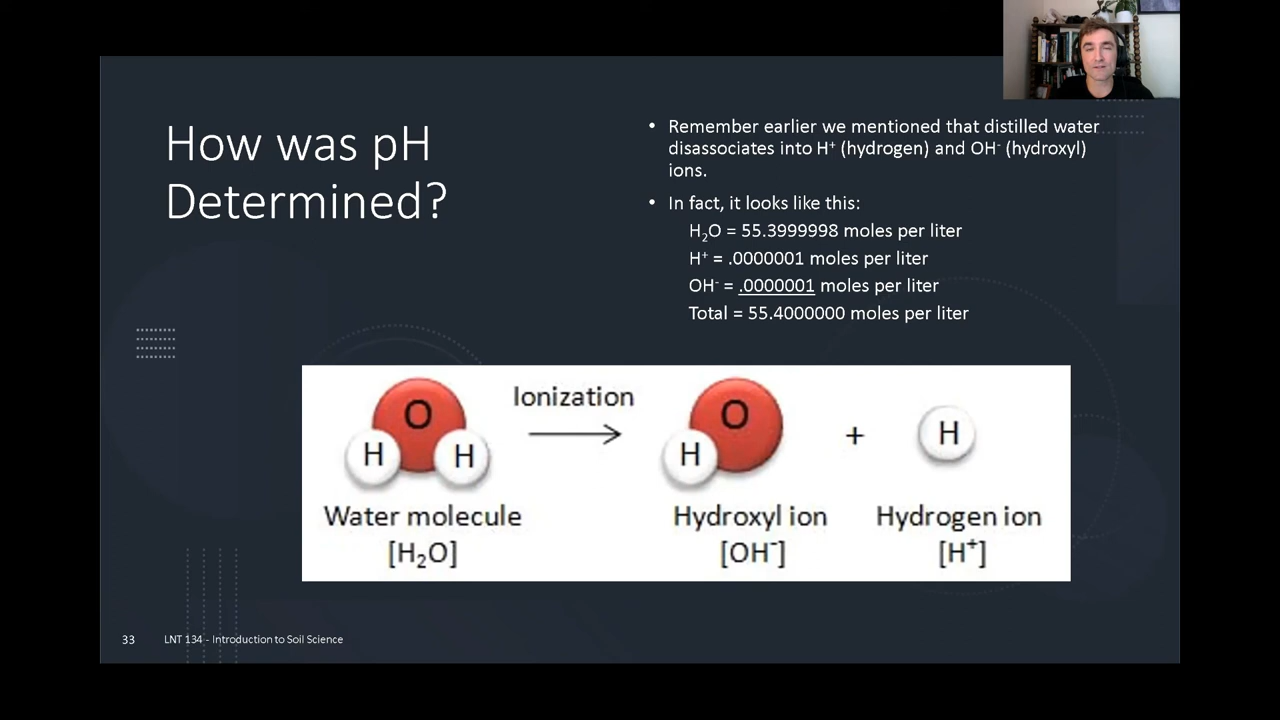 How was pH
Determined?
• Remember earlier we mentioned that distilled water
disassociates into H⁺ (hydrogen) and OH⁻ (hydroxyl)
ions.
• In fact, it looks like this:
H₂O = 55.3999998 moles per liter
H⁺ = .0000001 moles per liter
OH⁻ = .0000001 moles per liter
Total = 55.4000000 moles per liter
O
H
H
Ionization
O
H
+
H
Water molecule
[H₂O]
Hydroxyl ion
[OH⁻]
Hydrogen ion
[H⁺]
33
LNT 134 - Introduction to Soil Science